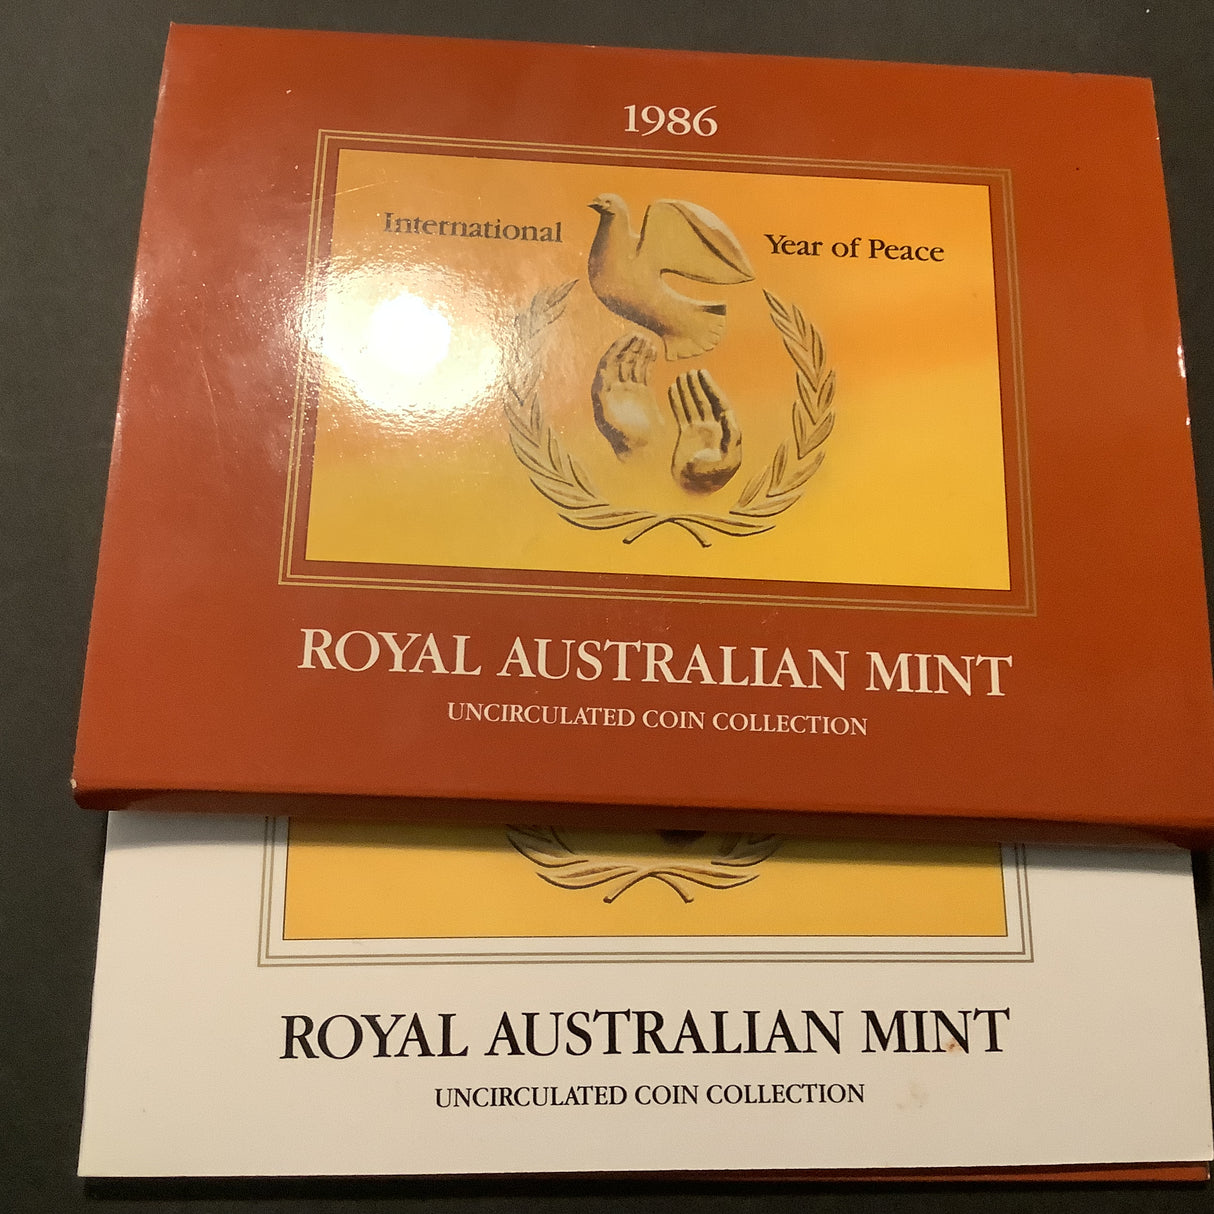 1986
International Year of Peace
ROYAL AUSTRALIAN MINT
UNCIRCULATED COIN COLLECTION
ROYAL AUSTRALIAN MINT
UNCIRCULATED COIN COLLECTION